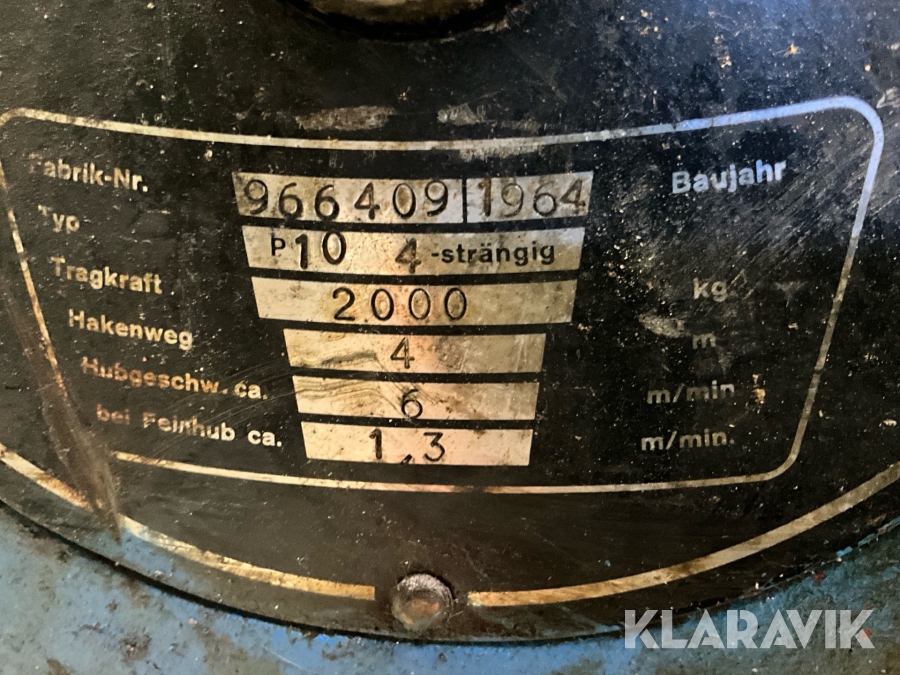 Fabrik-Nr. 966409 1964 Baujahr
Typ P10 4-strängig
Tragkraft 2000 kg
Hakenweg 4 m
Hubgeschw. ca. 6 m/min
bei Feinhub ca. 1,3 m/min.
KLARAVIK